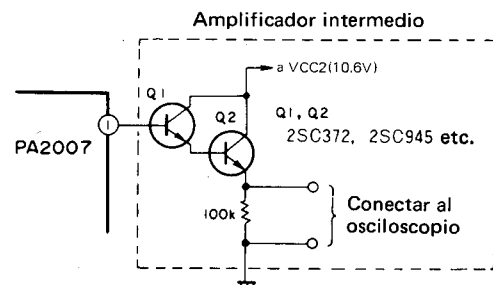 Amplificador intermedio
a VCC2(10.6V)
Q1
Q2
Q1, Q2
2SC372, 2SC945 etc.
1
PA2007
100k
Conectar al
osciloscopio